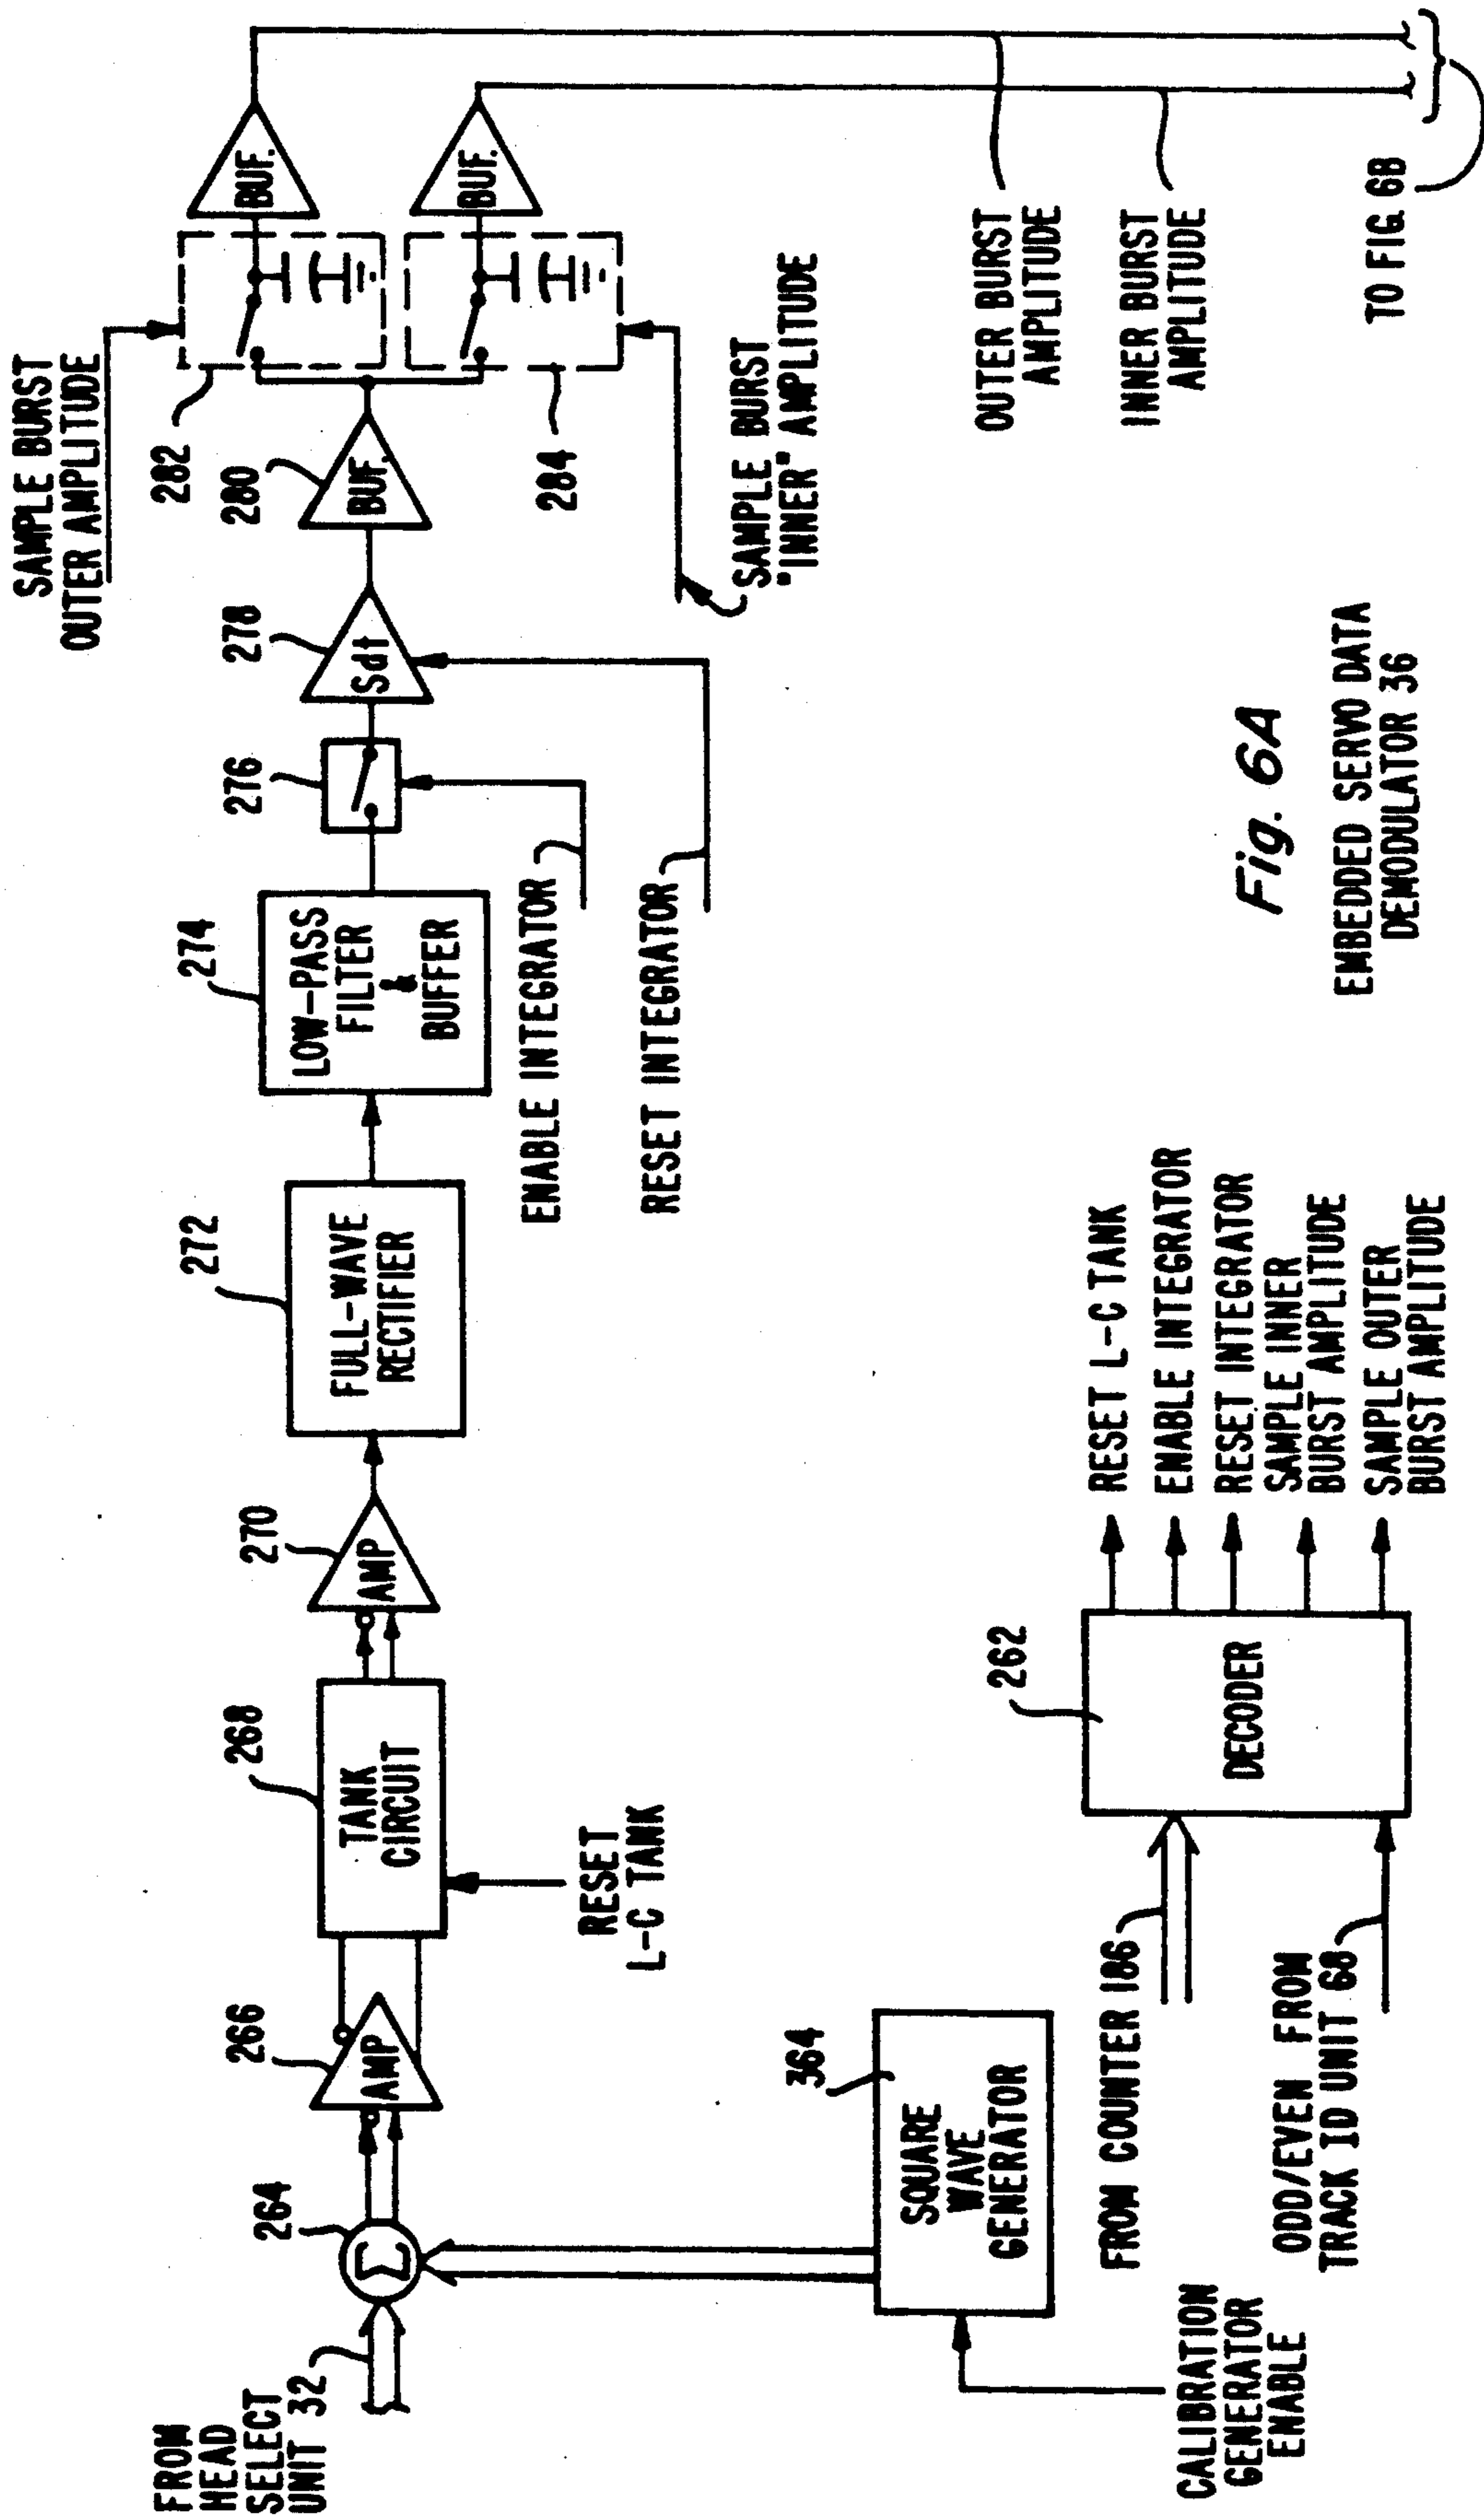 SAMPLE BURST
OUTER AMPLITUDE
282
280
BUF.
BUF.
BUF.
284
SAMPLE BURST
"INNER" AMPLITUDE
OUTER BURST
AMPLITUDE
INNER BURST
AMPLITUDE
TO FIG. 6B
FROM
HEAD
SELECT
UNIT 32
264
Σ
266
AMP
268
TANK
CIRCUIT
RESET
L-C TANK
270
AMP
272
FULL-WAVE
RECTIFIER
274
LOW-PASS
FILTER
&
BUFFER
276
278
Sdt
ENABLE INTEGRATOR
RESET INTEGRATOR
364
SQUARE
WAVE
GENERATOR
CALIBRATION
GENERATOR
ENABLE
FROM COUNTER 186
ODD/EVEN FROM
TRACK ID UNIT 68
262
DECODER
RESET L-C TANK
ENABLE INTEGRATOR
RESET INTEGRATOR
SAMPLE INNER
BURST AMPLITUDE
SAMPLE OUTER
BURST AMPLITUDE
Fig. 6A
EMBEDDED SERVO DATA
DEMODULATOR 36